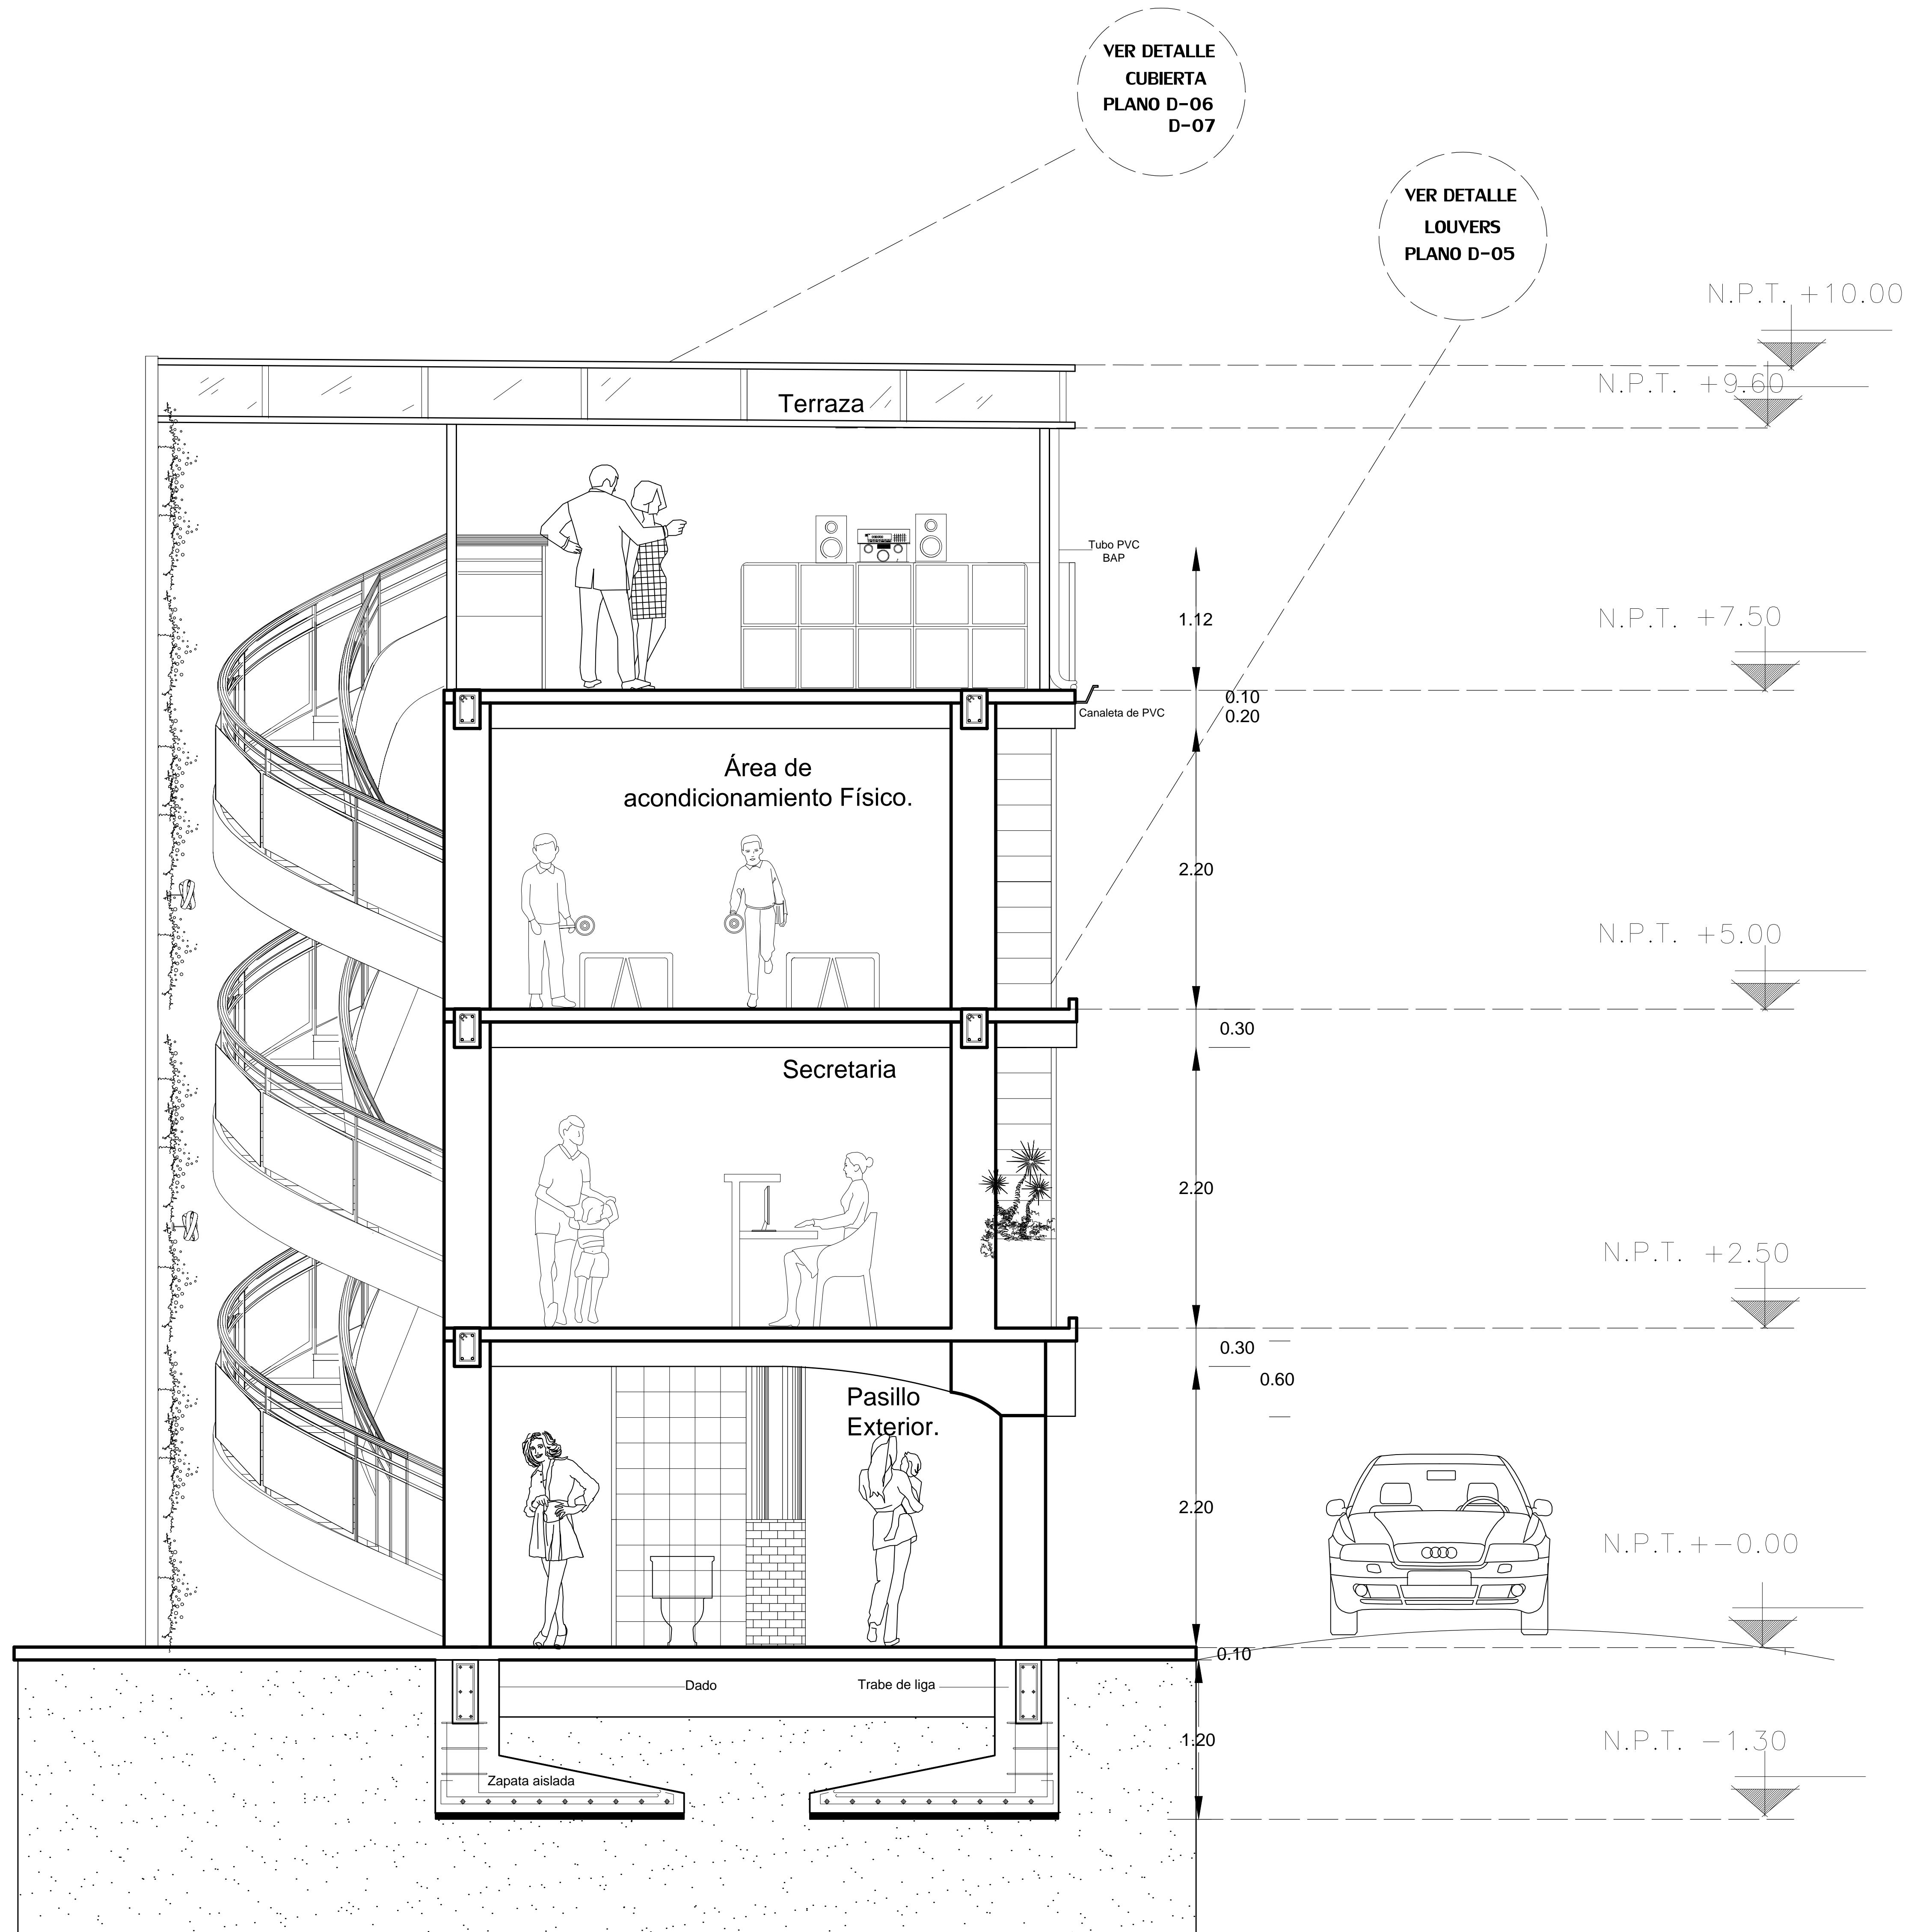 VER DETALLE
CUBIERTA
PLANO D-06
D-07
VER DETALLE
LOUVERS
PLANO D-05
N.P.T. +10.00
N.P.T. +9.60
Terraza
Tubo PVC
BAP
1.12
N.P.T. +7.50
0.10
Canaleta de PVC
0.20
Área de
acondicionamiento Físico.
2.20
N.P.T. +5.00
0.30
Secretaria
2.20
N.P.T. +2.50
0.30
0.60
Pasillo
Exterior.
2.20
N.P.T. +-0.00
0.10
Dado
Trabe de liga
1.20
N.P.T. -1.30
Zapata aislada